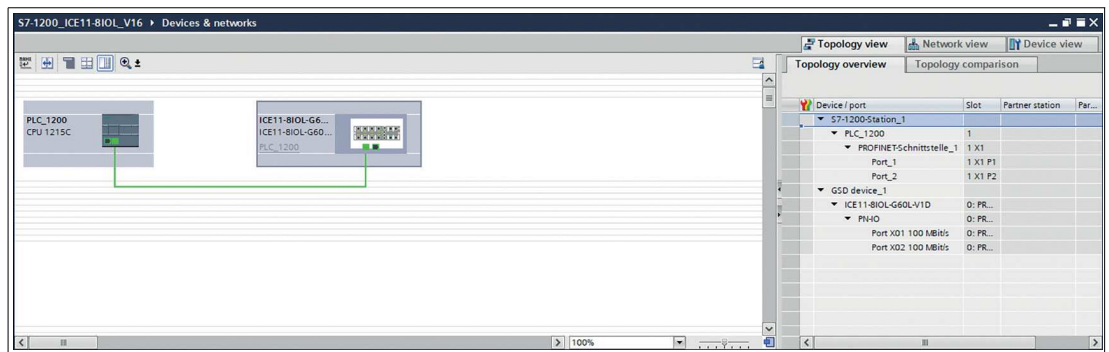 S7-1200_ICE11-8IOL_V16 ▸ Devices & networks
Topology view
Network view
Device view
Topology overview
Topology comparison
PLC_1200
CPU 1215C
ICE11-8IOL-G6...
ICE11-8IOL-G60...
PLC_1200
Device / port Slot Partner station Par...
S7-1200-Station_1
PLC_1200 1
PROFINET-Schnittstelle_1 1 X1
Port_1 1 X1 P1
Port_2 1 X1 P2
GSD device_1
ICE11-8IOL-G60L-V1D 0: PR...
PN-IO 0: PR...
Port X01 100 MBit/s 0: PR...
Port X02 100 MBit/s 0: PR...
100%